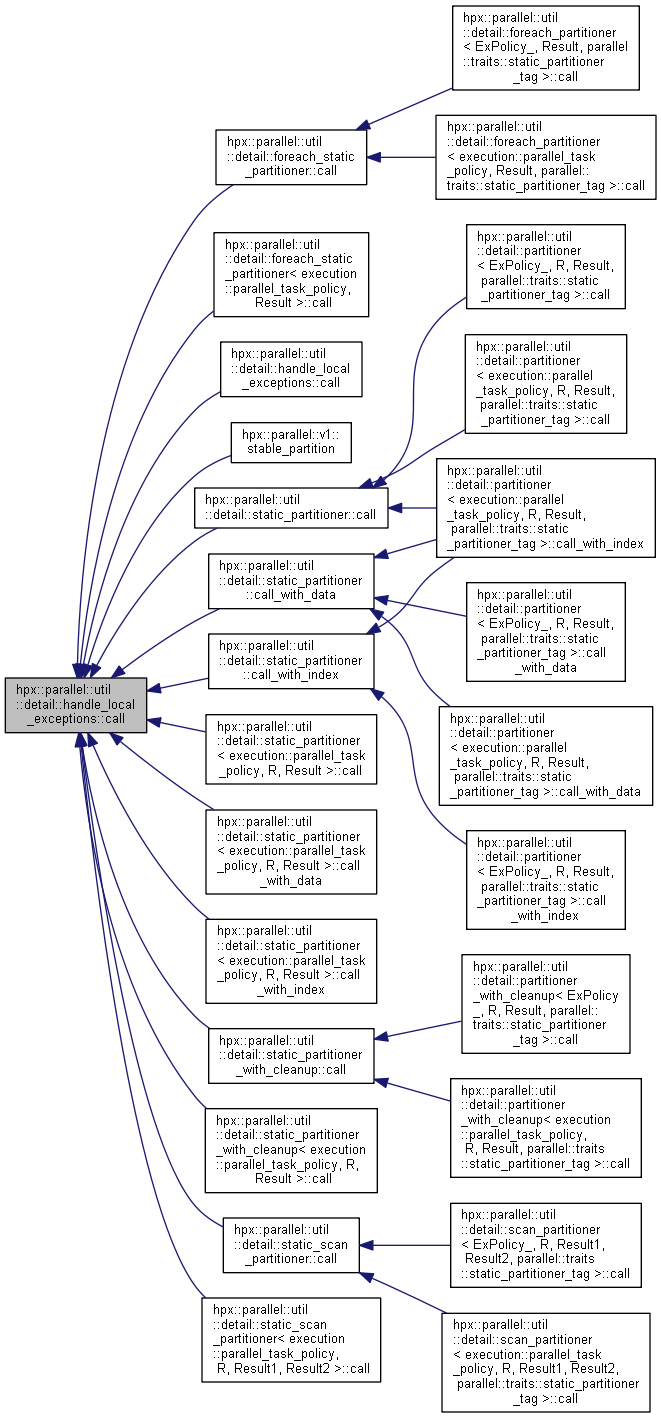 hpx::parallel::util
::detail::foreach_partitioner
< ExPolicy_, Result, parallel
::traits::static_partitioner
_tag >::call
hpx::parallel::util
::detail::foreach_static
_partitioner::call
hpx::parallel::util
::detail::foreach_partitioner
< execution::parallel_task
_policy, Result, parallel::
traits::static_partitioner_tag >::call
hpx::parallel::util
::detail::foreach_static
_partitioner< execution
::parallel_task_policy,
Result >::call
hpx::parallel::util
::detail::partitioner
< ExPolicy_, R, Result,
parallel::traits::static
_partitioner_tag >::call
hpx::parallel::util
::detail::handle_local
_exceptions::call
hpx::parallel::util
::detail::partitioner
< execution::parallel
_task_policy, R, Result,
parallel::traits::static
_partitioner_tag >::call
hpx::parallel::v1::
stable_partition
hpx::parallel::util
::detail::static_partitioner::call
hpx::parallel::util
::detail::partitioner
< execution::parallel
_task_policy, R, Result,
parallel::traits::static
_partitioner_tag >::call_with_index
hpx::parallel::util
::detail::static_partitioner
::call_with_data
hpx::parallel::util
::detail::partitioner
< ExPolicy_, R, Result,
parallel::traits::static
_partitioner_tag >::call
_with_data
hpx::parallel::util
::detail::static_partitioner
::call_with_index
hpx::parallel::util
::detail::handle_local
_exceptions::call
hpx::parallel::util
::detail::static_partitioner
< execution::parallel_task
_policy, R, Result >::call
hpx::parallel::util
::detail::partitioner
< execution::parallel
_task_policy, R, Result,
parallel::traits::static
_partitioner_tag >::call_with_data
hpx::parallel::util
::detail::static_partitioner
< execution::parallel_task
_policy, R, Result >::call
_with_data
hpx::parallel::util
::detail::partitioner
< ExPolicy_, R, Result,
parallel::traits::static
_partitioner_tag >::call
_with_index
hpx::parallel::util
::detail::static_partitioner
< execution::parallel_task
_policy, R, Result >::call
_with_index
hpx::parallel::util
::detail::partitioner
_with_cleanup< ExPolicy
_, R, Result, parallel::
traits::static_partitioner
_tag >::call
hpx::parallel::util
::detail::static_partitioner
_with_cleanup::call
hpx::parallel::util
::detail::partitioner
_with_cleanup< execution
::parallel_task_policy,
R, Result, parallel::traits
::static_partitioner_tag >::call
hpx::parallel::util
::detail::static_partitioner
_with_cleanup< execution
::parallel_task_policy, R,
Result >::call
hpx::parallel::util
::detail::static_scan
_partitioner::call
hpx::parallel::util
::detail::scan_partitioner
< ExPolicy_, R, Result1,
Result2, parallel::traits
::static_partitioner_tag >::call
hpx::parallel::util
::detail::static_scan
_partitioner< execution
::parallel_task_policy,
R, Result1, Result2 >::call
hpx::parallel::util
::detail::scan_partitioner
< execution::parallel_task
_policy, R, Result1, Result2,
parallel::traits::static_partitioner
_tag >::call